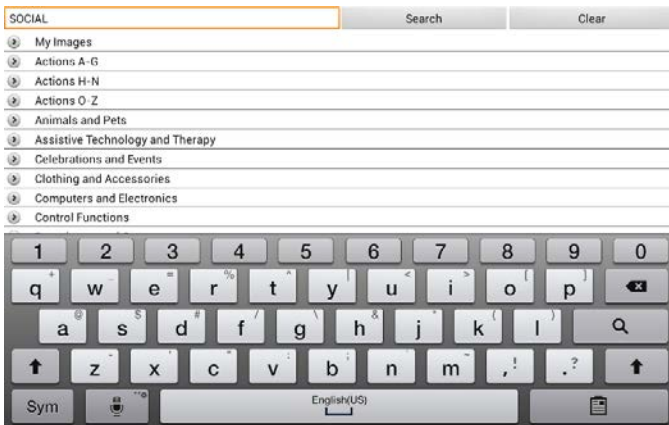 SOCIAL Search Clear
My Images
Actions A-G
Actions H-N
Actions O-Z
Animals and Pets
Assistive Technology and Therapy
Celebrations and Events
Clothing and Accessories
Computers and Electronics
Control Functions
1 2 3 4 5 6 7 8 9 0
q + w e = r % t ^ y | u < i > o [ p ]
a @ s $ d # f / g \ h & j * k ( l )
z x c v b n m , ! . ?
Sym English(US)